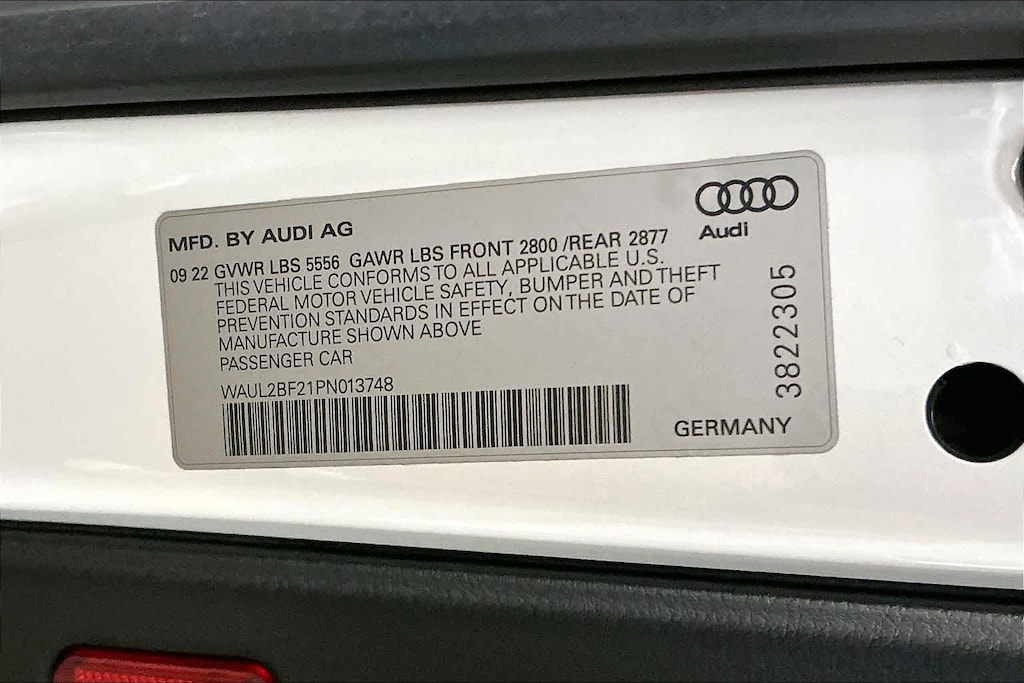 MFD. BY AUDI AG
Audi
09 22 GVWR LBS 5556 GAWR LBS FRONT 2800 /REAR 2877
THIS VEHICLE CONFORMS TO ALL APPLICABLE U.S.
FEDERAL MOTOR VEHICLE SAFETY, BUMPER AND THEFT
PREVENTION STANDARDS IN EFFECT ON THE DATE OF
MANUFACTURE SHOWN ABOVE
PASSENGER CAR
WAUL2BF21PN013748
3822305
GERMANY